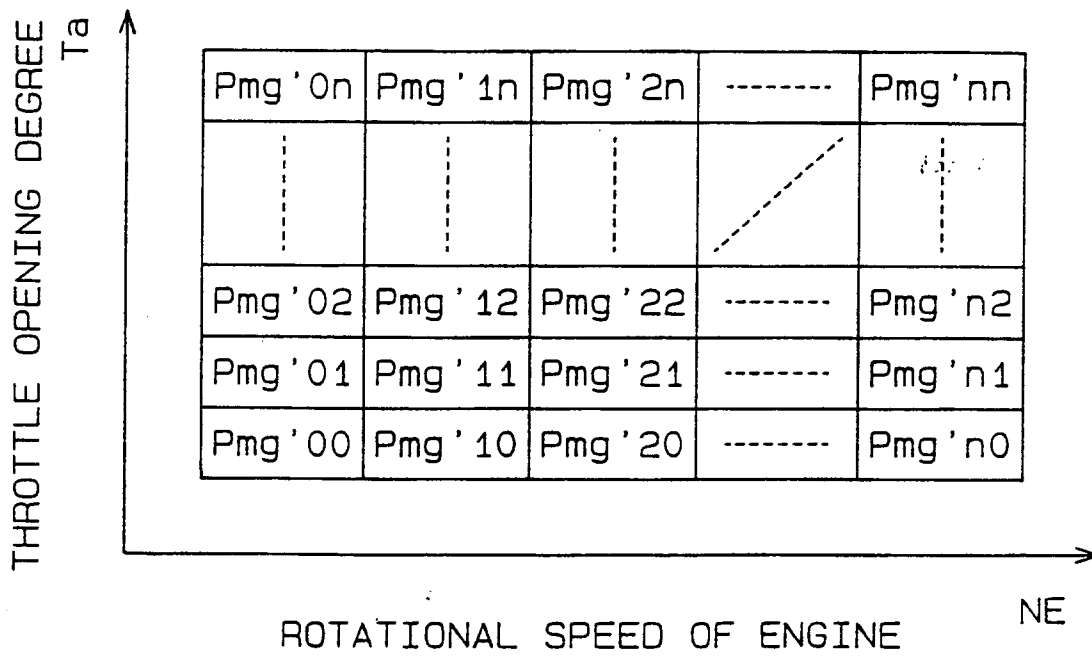 THROTTLE OPENING DEGREE
Ta
Pmg'0n Pmg'1n Pmg'2n Pmg'nn
Pmg'02 Pmg'12 Pmg'22 Pmg'n2
Pmg'01 Pmg'11 Pmg'21 Pmg'n1
Pmg'00 Pmg'10 Pmg'20 Pmg'n0
NE
ROTATIONAL SPEED OF ENGINE